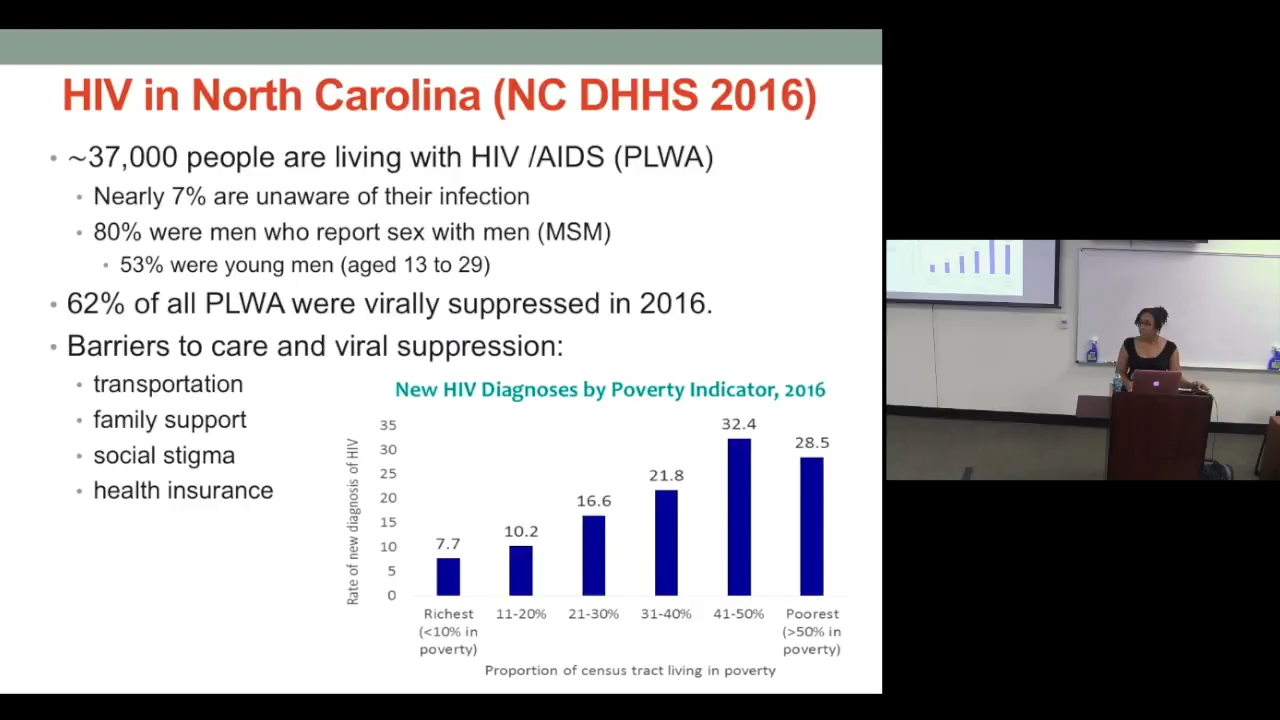 HIV in North Carolina (NC DHHS 2016)
• ~37,000 people are living with HIV /AIDS (PLWA)
• Nearly 7% are unaware of their infection
• 80% were men who report sex with men (MSM)
• 53% were young men (aged 13 to 29)
• 62% of all PLWA were virally suppressed in 2016.
• Barriers to care and viral suppression:
• transportation
• family support
• social stigma
• health insurance
New HIV Diagnoses by Poverty Indicator, 2016
Rate of new diagnosis of HIV
35
30
25
20
15
10
5
0
7.7
10.2
16.6
21.8
32.4
28.5
Richest
(<10% in
poverty)
11-20%
21-30%
31-40%
41-50%
Poorest
(>50% in
poverty)
Proportion of census tract living in poverty